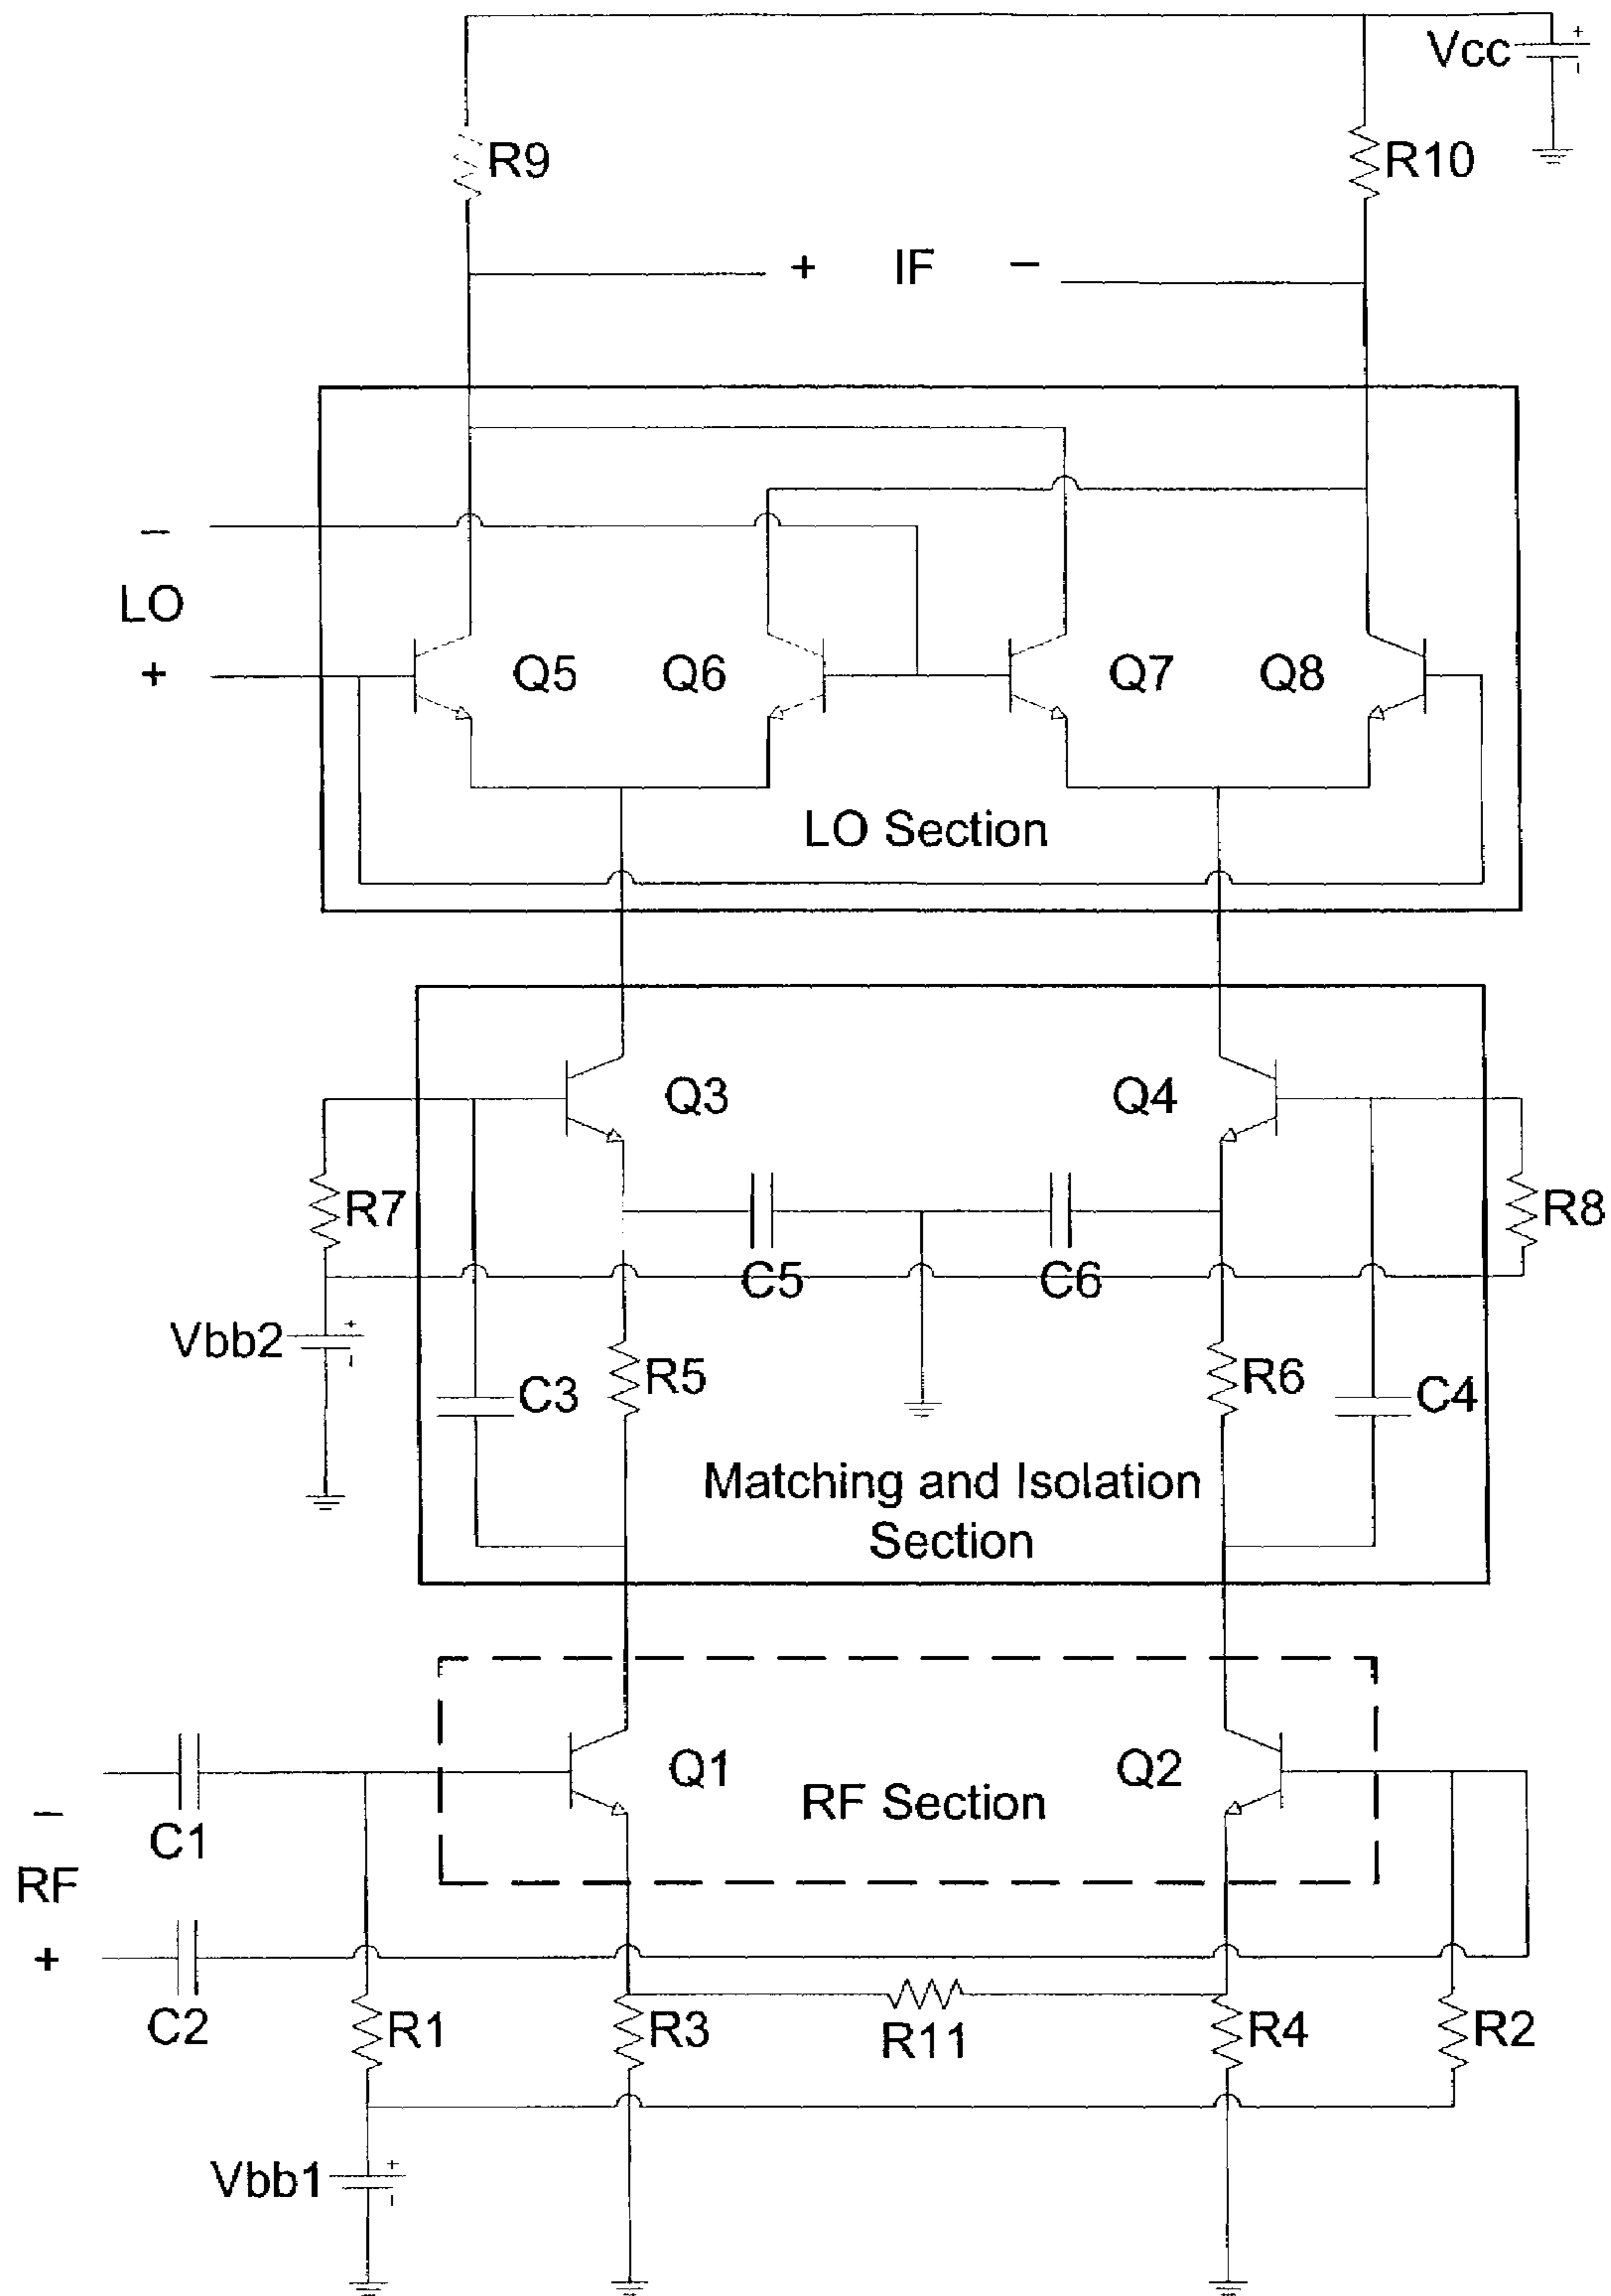 Vcc
+
-
R9
R10
+ IF −
−
LO
+
Q5
Q6
Q7
Q8
LO Section
Q3
Q4
R7
R8
C5
C6
Vbb2
+
-
C3
R5
R6
C4
Matching and Isolation
Section
Q1
Q2
RF Section
−
C1
RF
+
C2
R1
R3
R11
R4
R2
Vbb1
+
-